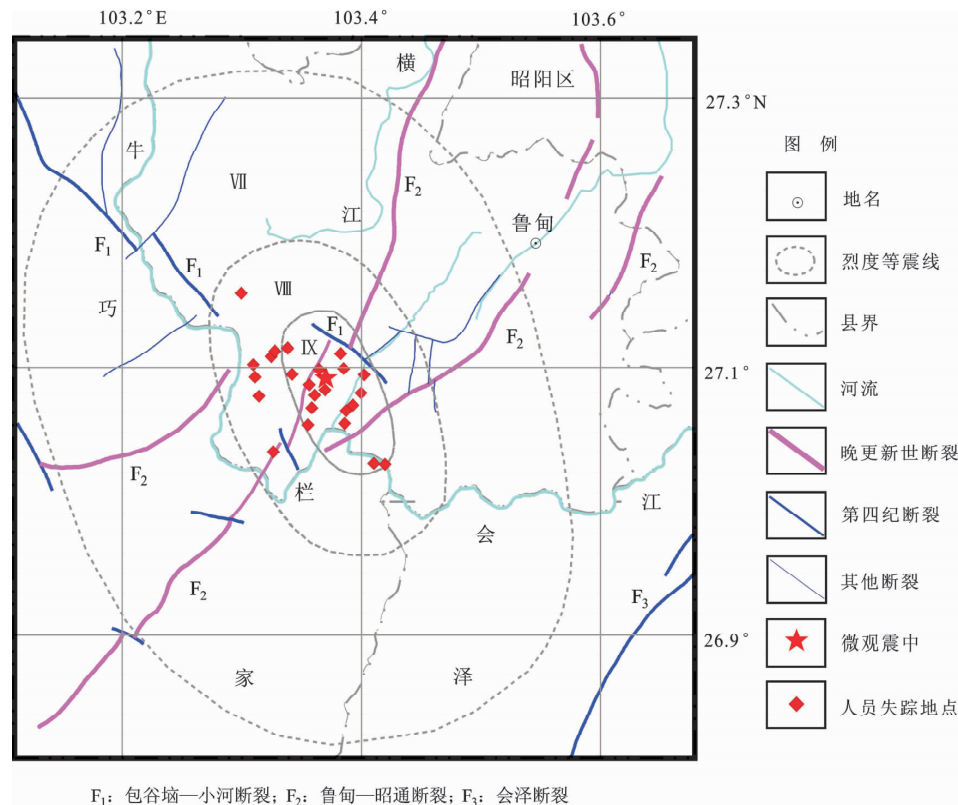 103.2°E 103.4° 103.6°
横
昭阳区
27.3°N
图 例
牛
Ⅶ
F₂
地名
江
鲁甸
F₁
F₁
F₂
烈度等震线
巧
Ⅷ
F₁
县界
Ⅸ
F₂
27.1°
河流
F₂
晚更新世断裂
栏
江
第四纪断裂
会
其他断裂
F₂
F₃
26.9°
微观震中
家
泽
人员失踪地点
F₁: 包谷垴—小河断裂; F₂: 鲁甸—昭通断裂; F₃: 会泽断裂